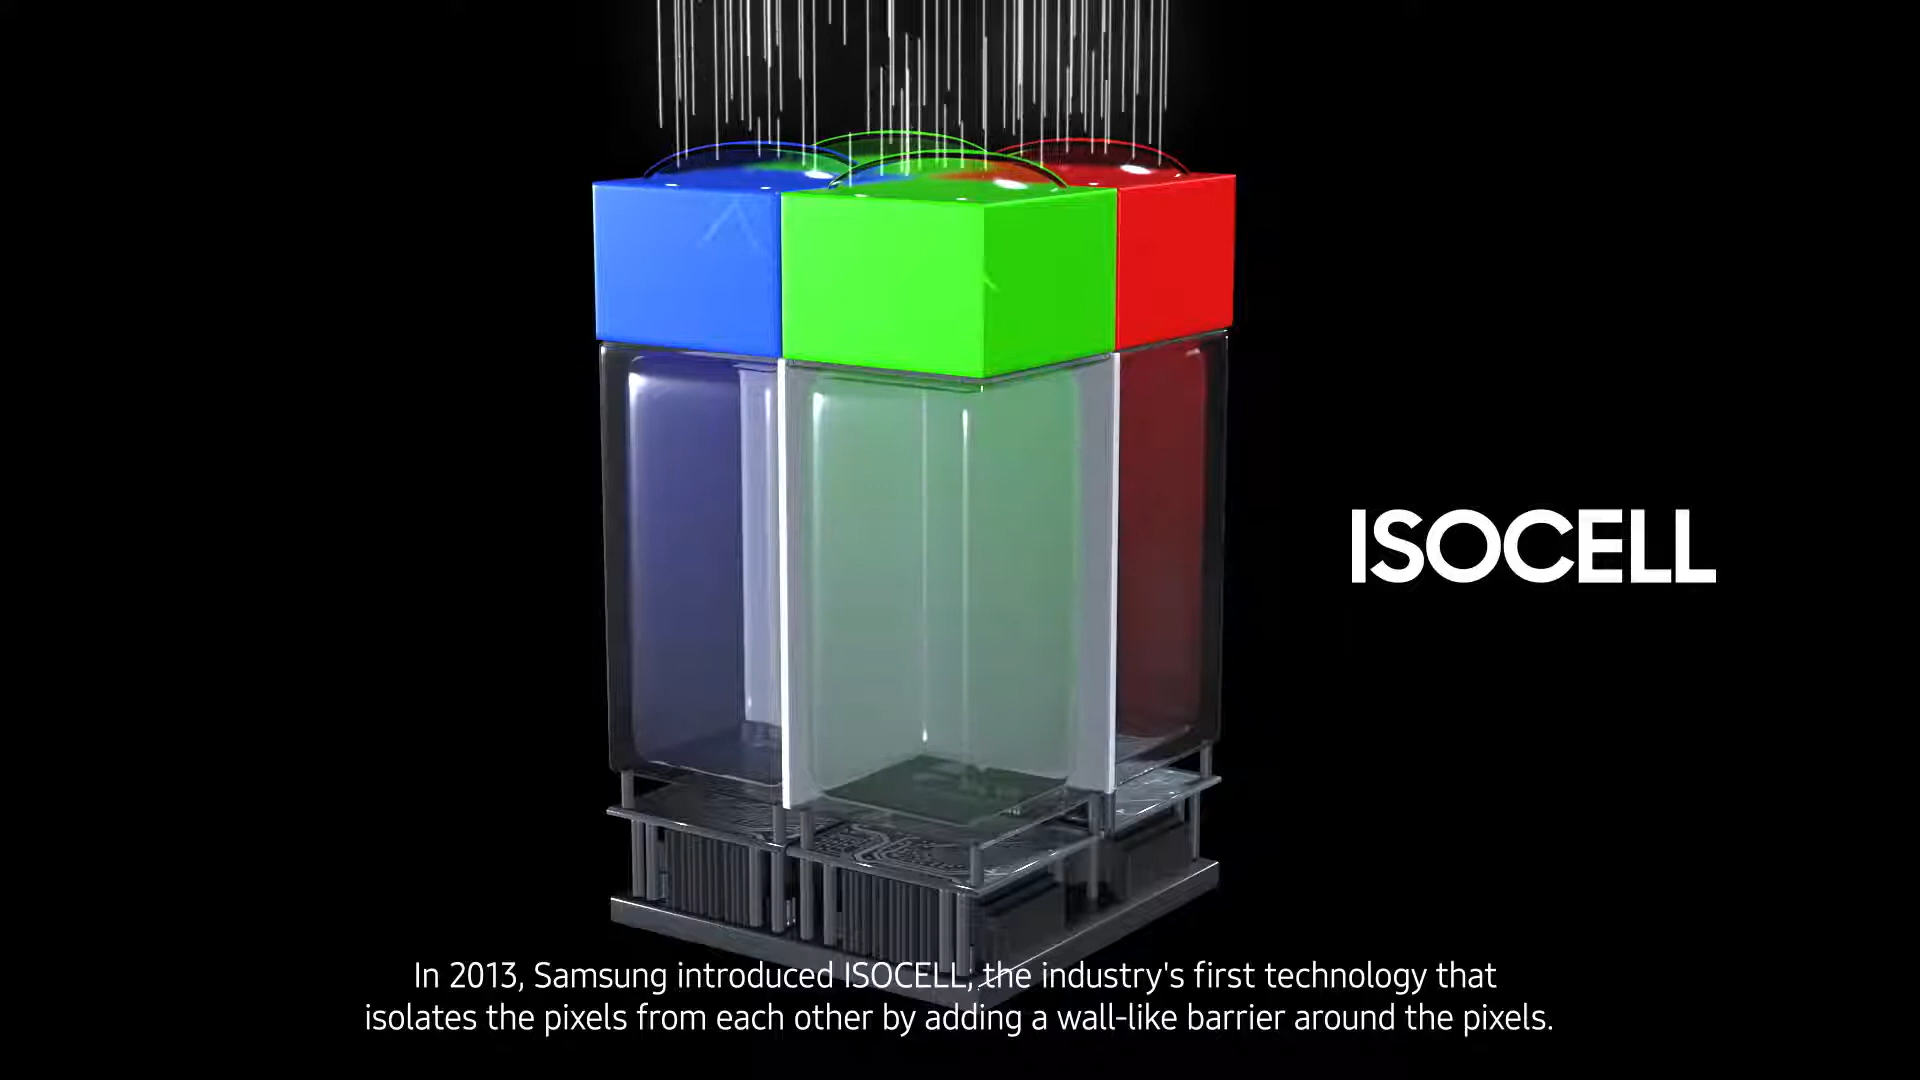 ISOCELL
In 2013, Samsung introduced ISOCELL, the industry's first technology that
isolates the pixels from each other by adding a wall-like barrier around the pixels.